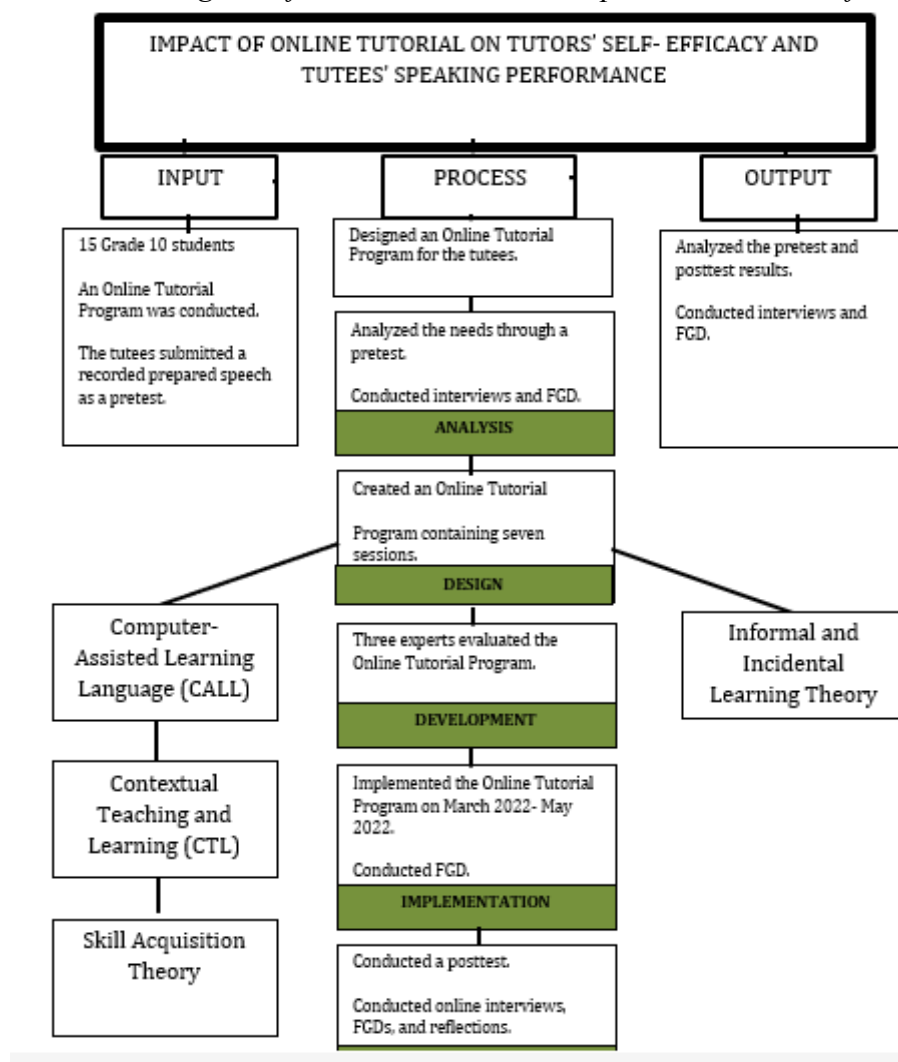 IMPACT OF ONLINE TUTORIAL ON TUTORS' SELF- EFFICACY AND
TUTEES' SPEAKING PERFORMANCE
INPUT
15 Grade 10 students
An Online Tutorial
Program was conducted.
The tutees submitted a
recorded prepared speech
as a pretest.
PROCESS
Designed an Online Tutorial
Program for the tutees.
Analyzed the needs through a
pretest.
Conducted interviews and FGD.
ANALYSIS
Created an Online Tutorial
Program containing seven
sessions.
DESIGN
Three experts evaluated the
Online Tutorial Program.
DEVELOPMENT
Implemented the Online Tutorial
Program on March 2022- May
2022.
Conducted FGD.
IMPLEMENTATION
Conducted a posttest.
Conducted online interviews,
FGDs, and reflections.
OUTPUT
Analyzed the pretest and
posttest results.
Conducted interviews and
FGD.
Computer-
Assisted Learning
Language (CALL)
Contextual
Teaching and
Learning (CTL)
Skill Acquisition
Theory
Informal and
Incidental
Learning Theory